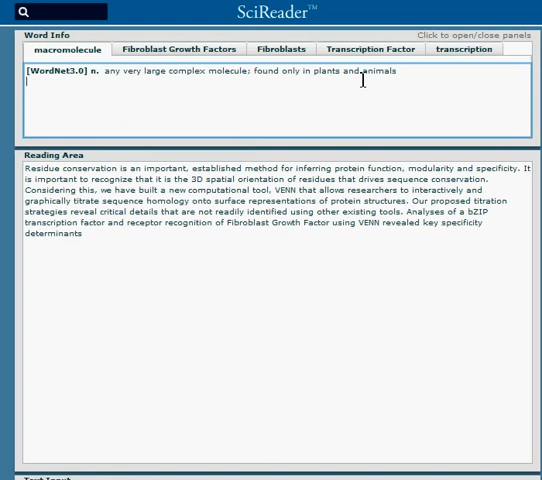 SciReader™
Word Info
Click to open/close panels
macromolecule Fibroblast Growth Factors Fibroblasts Transcription Factor transcription
[WordNet3.0] n. any very large complex molecule; found only in plants and animals
Reading Area
Residue conservation is an important, established method for inferring protein function, modularity and specificity. It
is important to recognize that it is the 3D spatial orientation of residues that drives sequence conservation.
Considering this, we have built a new computational tool, VENN that allows researchers to interactively and
graphically titrate sequence homology onto surface representations of protein structures. Our proposed titration
strategies reveal critical details that are not readily identified using other existing tools. Analyses of a bZIP
transcription factor and receptor recognition of Fibroblast Growth Factor using VENN revealed key specificity
determinants
Text Input